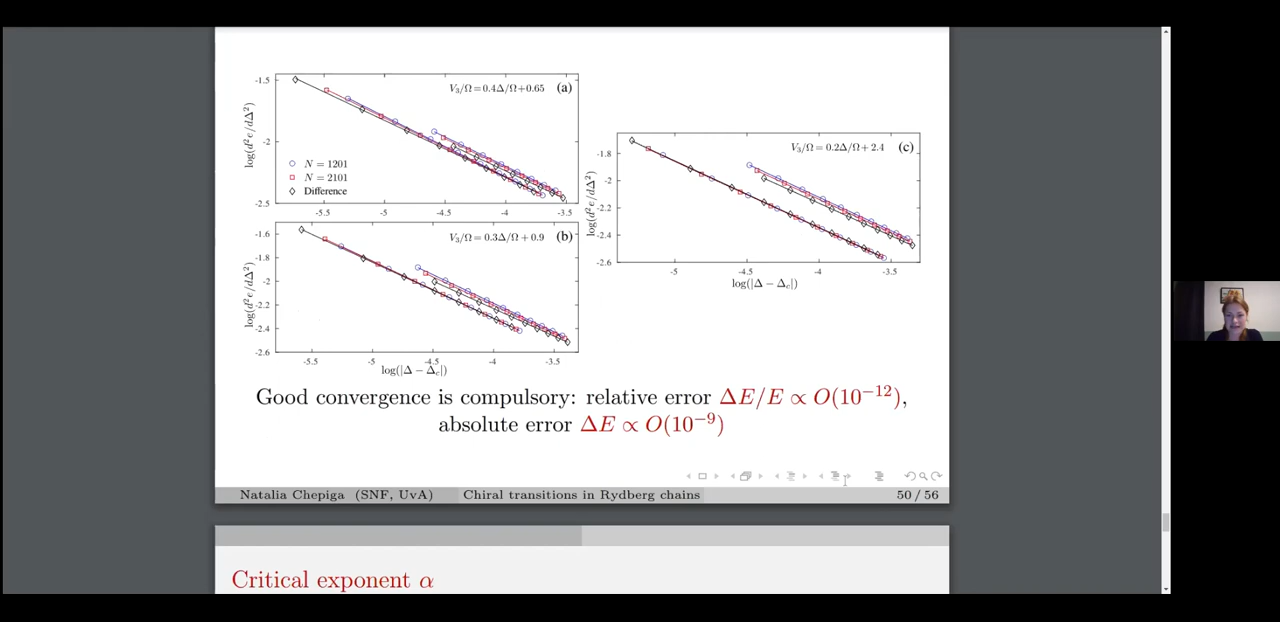 -1.5
-2
-2.5
log(d²e/dΔ²)
V₃/Ω = 0.4Δ/Ω+0.65 (a)
N = 1201
N = 2101
Difference
-5.5 -5 -4.5 -4 -3.5
-1.6
-1.8
-2
-2.2
-2.4
-2.6
log(d²e/dΔ²)
V₃/Ω = 0.3Δ/Ω + 0.9 (b)
-5.5 -5 -4.5 -4 -3.5
log(|Δ − Δc|)
-1.8
-2
-2.2
-2.4
-2.6
log(d²e/dΔ²)
V₃/Ω = 0.2Δ/Ω + 2.4 (c)
-5 -4.5 -4 -3.5
log(|Δ − Δc|)
Good convergence is compulsory: relative error ΔE/E ∝ O(10⁻¹²),
absolute error ΔE ∝ O(10⁻⁹)
Natalia Chepiga (SNF, UvA) Chiral transitions in Rydberg chains 50 / 56
Critical exponent α